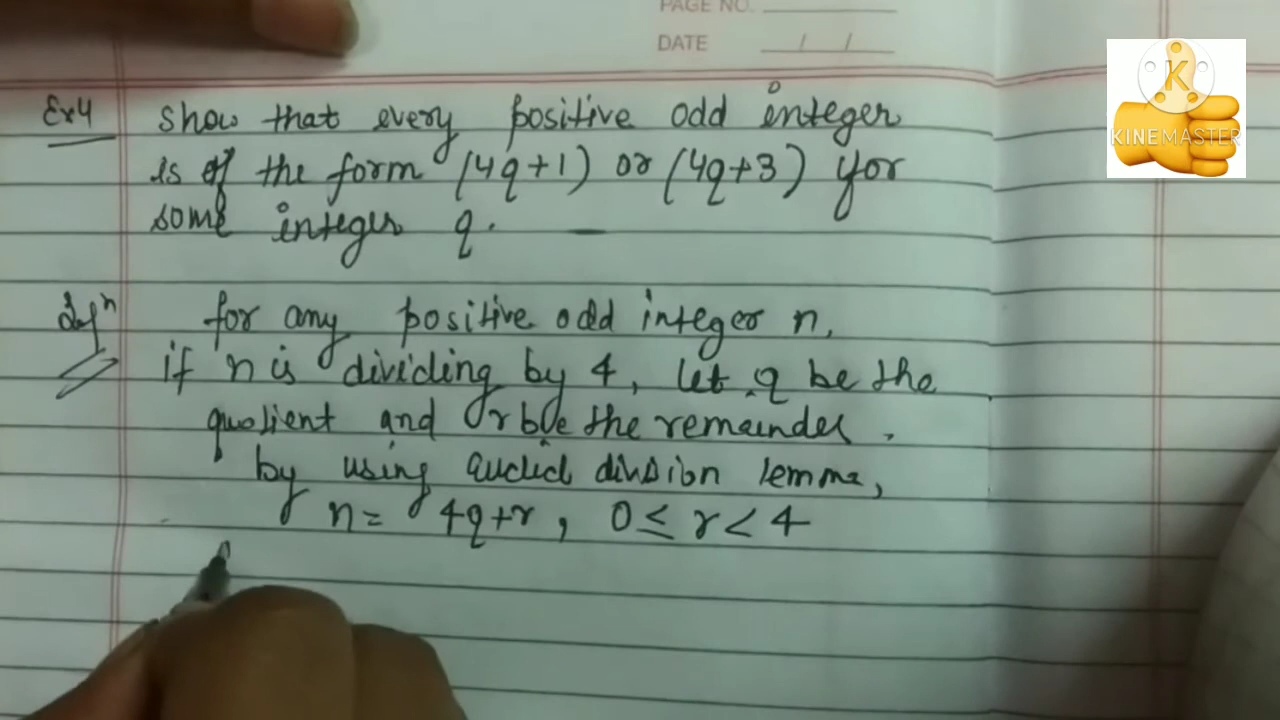 PAGE NO.
DATE / /
KINEMASTER
Ex4 Show that every positive odd integer
is of the form (4q+1) or (4q+3) for
some integer q.
Solⁿ for any positive odd integer n,
if n is dividing by 4, let q be the
quotient and r be the remainder.
by using euclid division lemma,
n = 4q+r, 0 ≤ r < 4